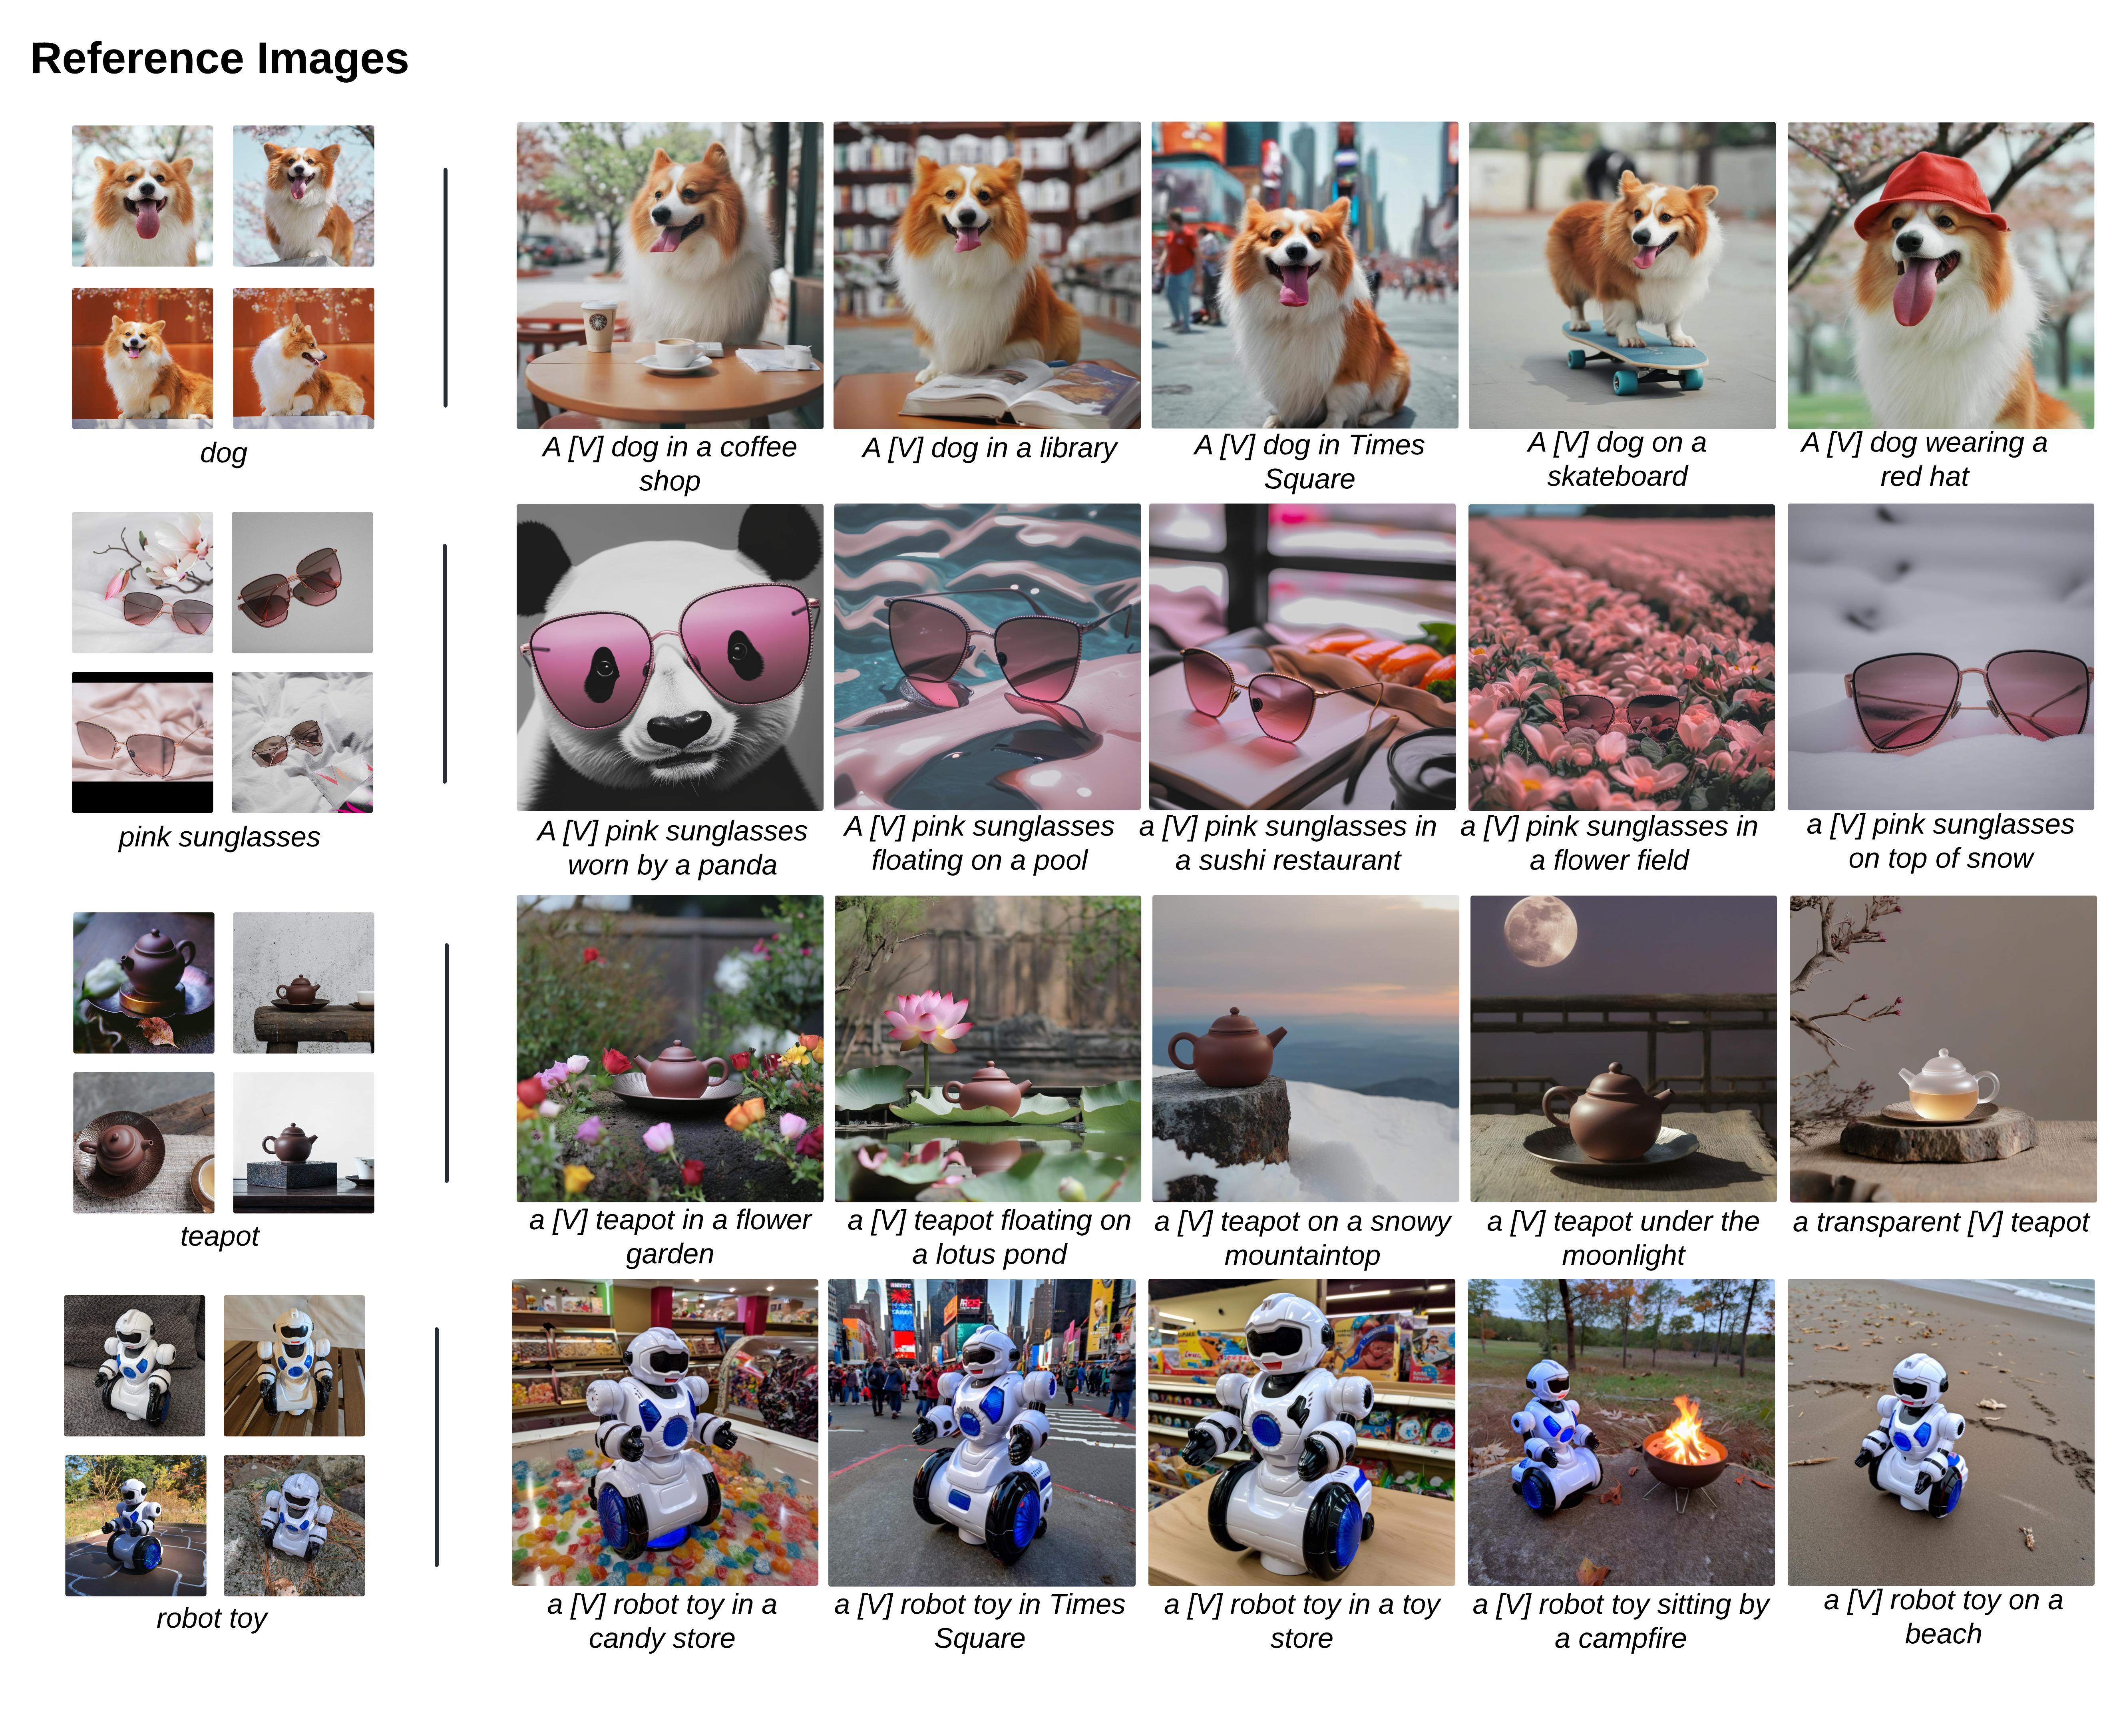 Reference Images
dog
A [V] dog in a coffee
shop
A [V] dog in a library
A [V] dog in Times
Square
A [V] dog on a
skateboard
A [V] dog wearing a
red hat
pink sunglasses
A [V] pink sunglasses
worn by a panda
A [V] pink sunglasses
floating on a pool
a [V] pink sunglasses in
a sushi restaurant
a [V] pink sunglasses in
a flower field
a [V] pink sunglasses
on top of snow
teapot
a [V] teapot in a flower
garden
a [V] teapot floating on
a lotus pond
a [V] teapot on a snowy
mountaintop
a [V] teapot under the
moonlight
a transparent [V] teapot
robot toy
a [V] robot toy in a
candy store
a [V] robot toy in Times
Square
a [V] robot toy in a toy
store
a [V] robot toy sitting by
a campfire
a [V] robot toy on a
beach